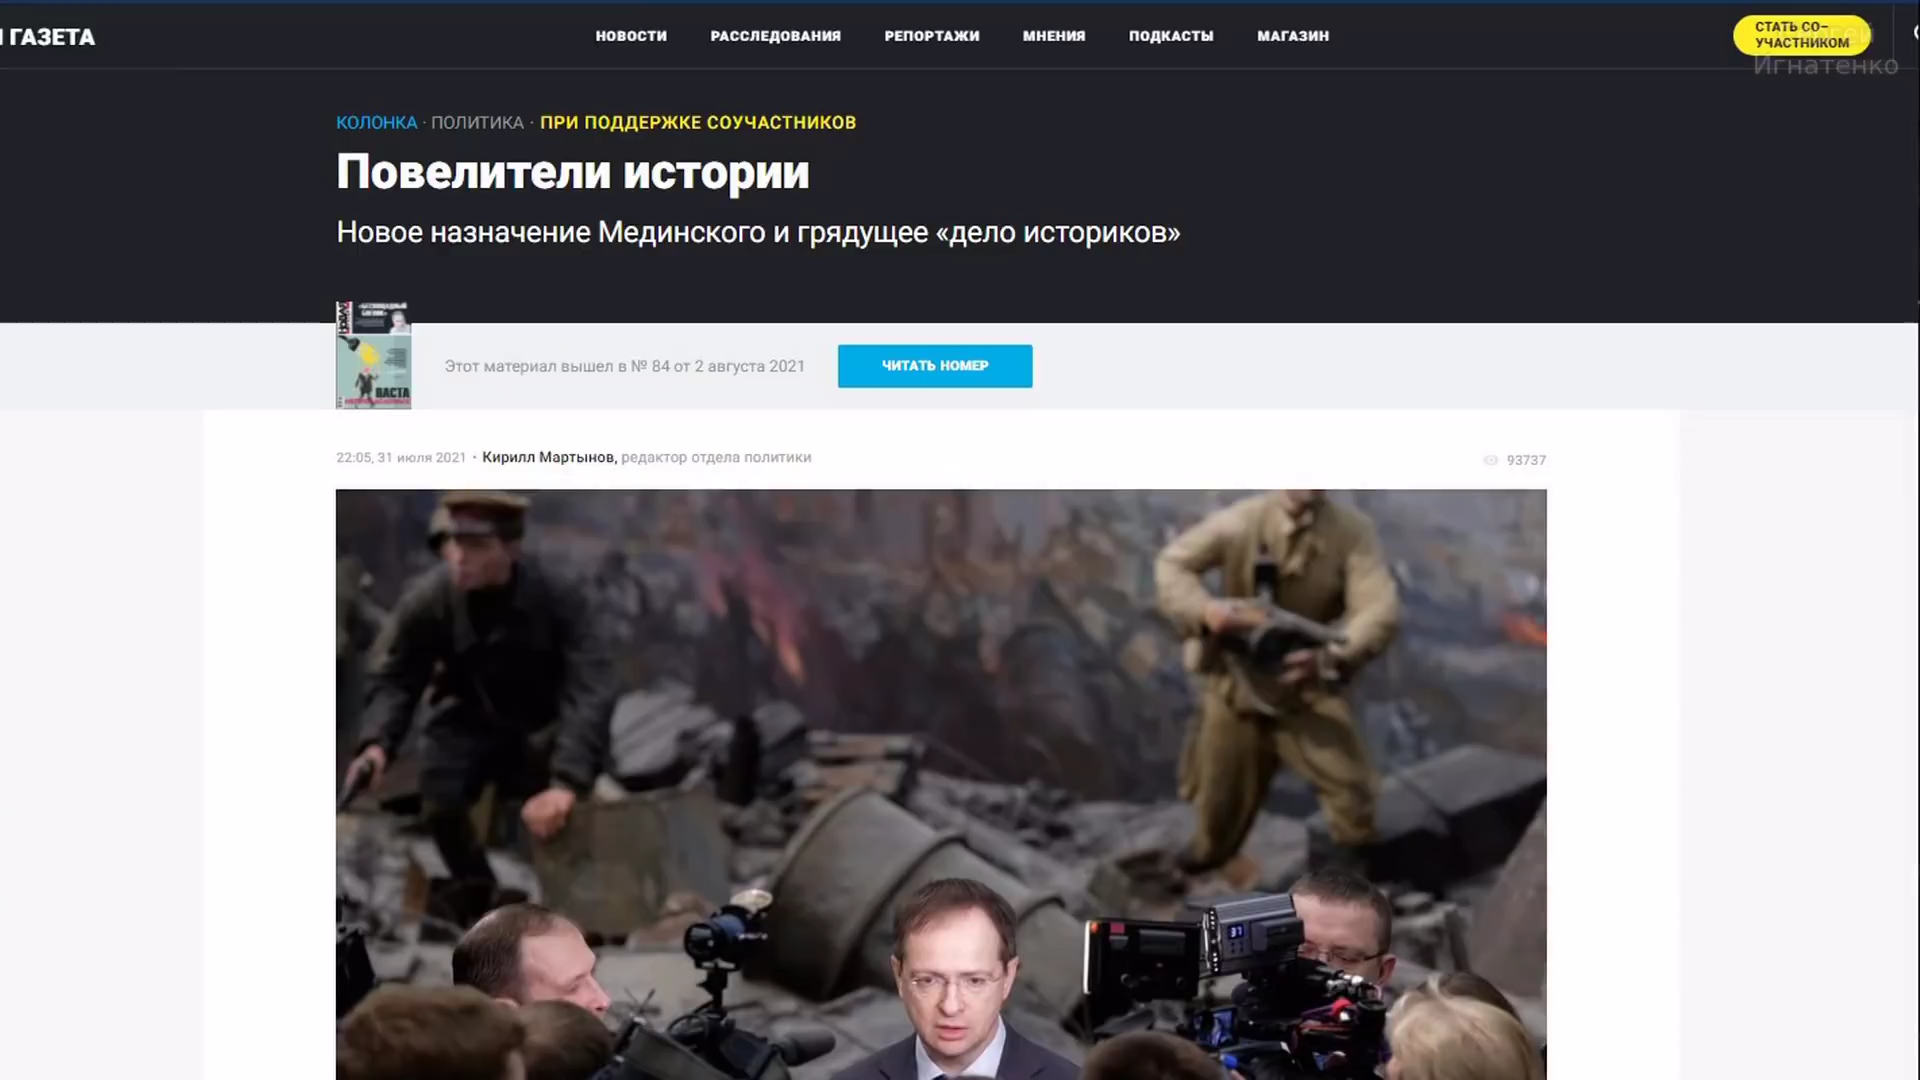 ГАЗЕТА
НОВОСТИ
РАССЛЕДОВАНИЯ
РЕПОРТАЖИ
МНЕНИЯ
ПОДКАСТЫ
МАГАЗИН
СТАТЬ СО-
УЧАСТНИКОМ
Игнатенко
КОЛОНКА · ПОЛИТИКА · ПРИ ПОДДЕРЖКЕ СОУЧАСТНИКОВ
Повелители истории
Новое назначение Мединского и грядущее «дело историков»
Этот материал вышел в № 84 от 2 августа 2021
ЧИТАТЬ НОМЕР
22:05, 31 июля 2021 · Кирилл Мартынов, редактор отдела политики
93737
37